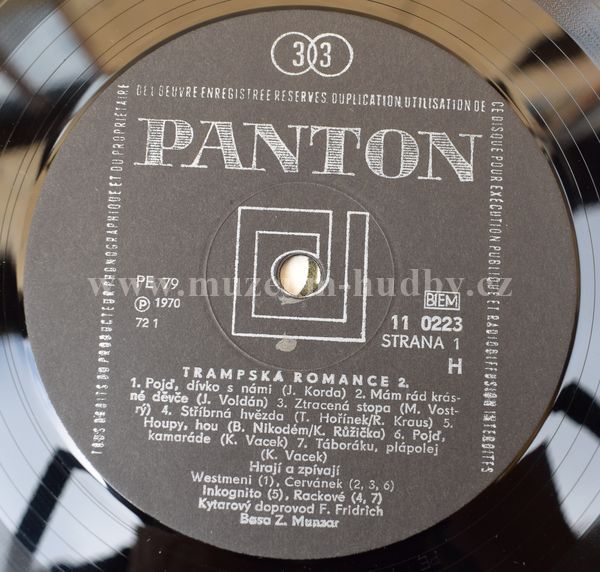 33
DE L'OEUVRE ENREGISTRÉE RÉSERVÉS. DUPLICATION, UTILISATION DE
CE DISQUE POUR EXÉCUTION PUBLIQUE ET RADIODIFFUSION INTERDITES
TOUS DROITS DU PRODUCTEUR PHONOGRAPHIQUE ET DU PROPRIÉTAIRE
PANTON
www.muzeum-hudby.cz
PE 79
Ⓟ 1970
72 1
BIEM
11 0223
STRANA 1
H
TRAMPSKÁ ROMANCE 2.
1. Pojď, dívko s námi (J. Korda) 2. Mám rád krás-
né děvče (J. Voldán) 3. Ztracená stopa (M. Vost-
rý) 4. Stříbrná hvězda (T. Hořínek/R. Kraus) 5.
Houpy, hou (B. Nikodém/K. Růžička) 6. Pojď,
kamaráde (K. Vacek) 7. Táboráku, plápolej
(K. Vacek)
Hrají a zpívají
Westmeni (1), Červánek (2, 3, 6)
Inkognito (5), Rackové (4, 7)
Kytarový doprovod F. Fridrich
Basa Z. Munzar